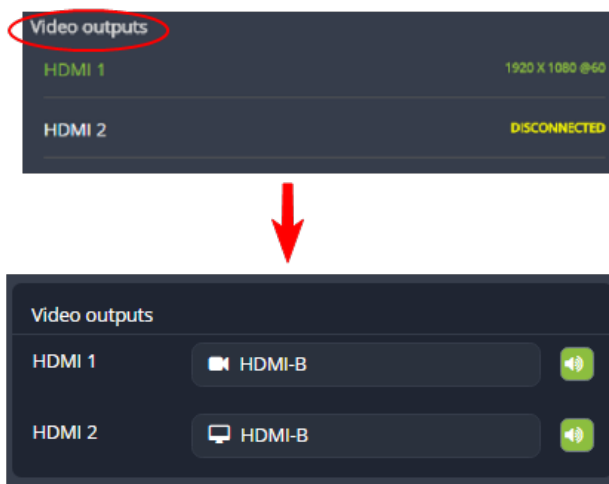 Video outputs
HDMI 1 1920 X 1080 @60
HDMI 2 DISCONNECTED
Video outputs
HDMI 1 HDMI-B
HDMI 2 HDMI-B